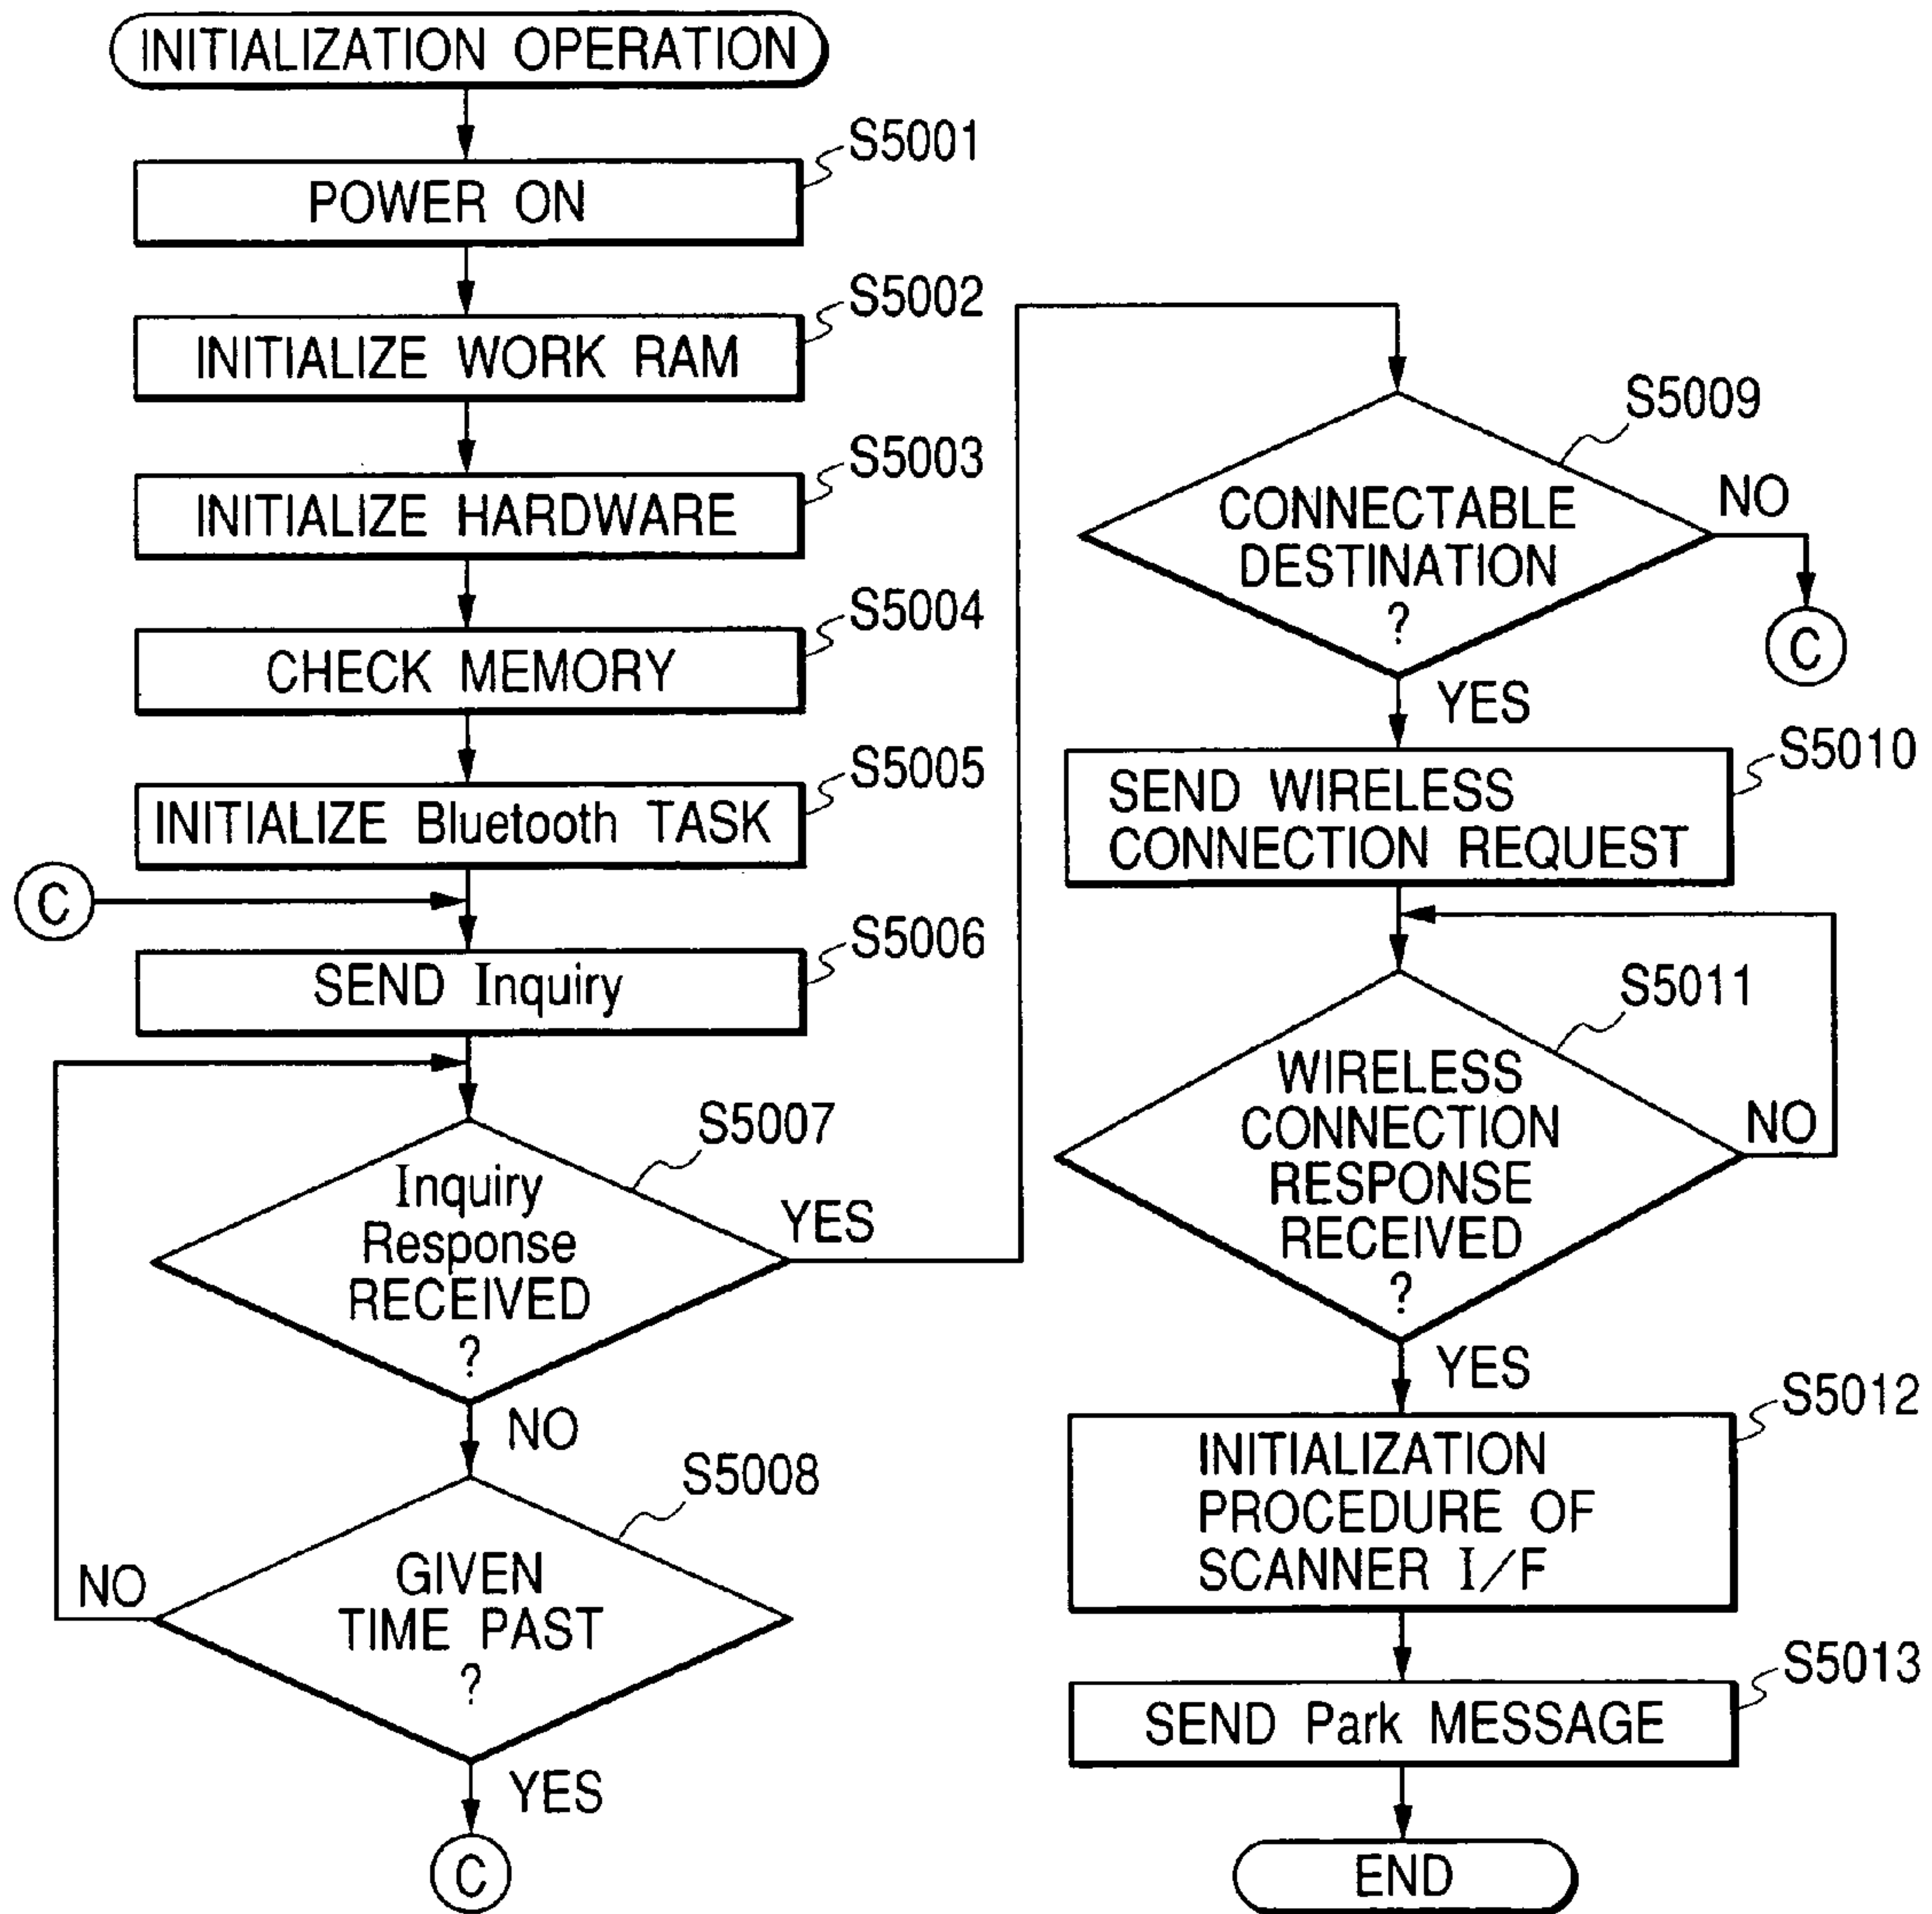 INITIALIZATION OPERATION
S5001
POWER ON
S5002
INITIALIZE WORK RAM
S5003
INITIALIZE HARDWARE
S5004
CHECK MEMORY
S5005
INITIALIZE Bluetooth TASK
C
S5006
SEND Inquiry
S5007
Inquiry
Response
RECEIVED
?
YES
NO
S5008
GIVEN
TIME PAST
?
NO
YES
C
S5009
CONNECTABLE
DESTINATION
?
NO
C
YES
S5010
SEND WIRELESS
CONNECTION REQUEST
S5011
WIRELESS
CONNECTION
RESPONSE
RECEIVED
?
NO
YES
S5012
INITIALIZATION
PROCEDURE OF
SCANNER I/F
S5013
SEND Park MESSAGE
END